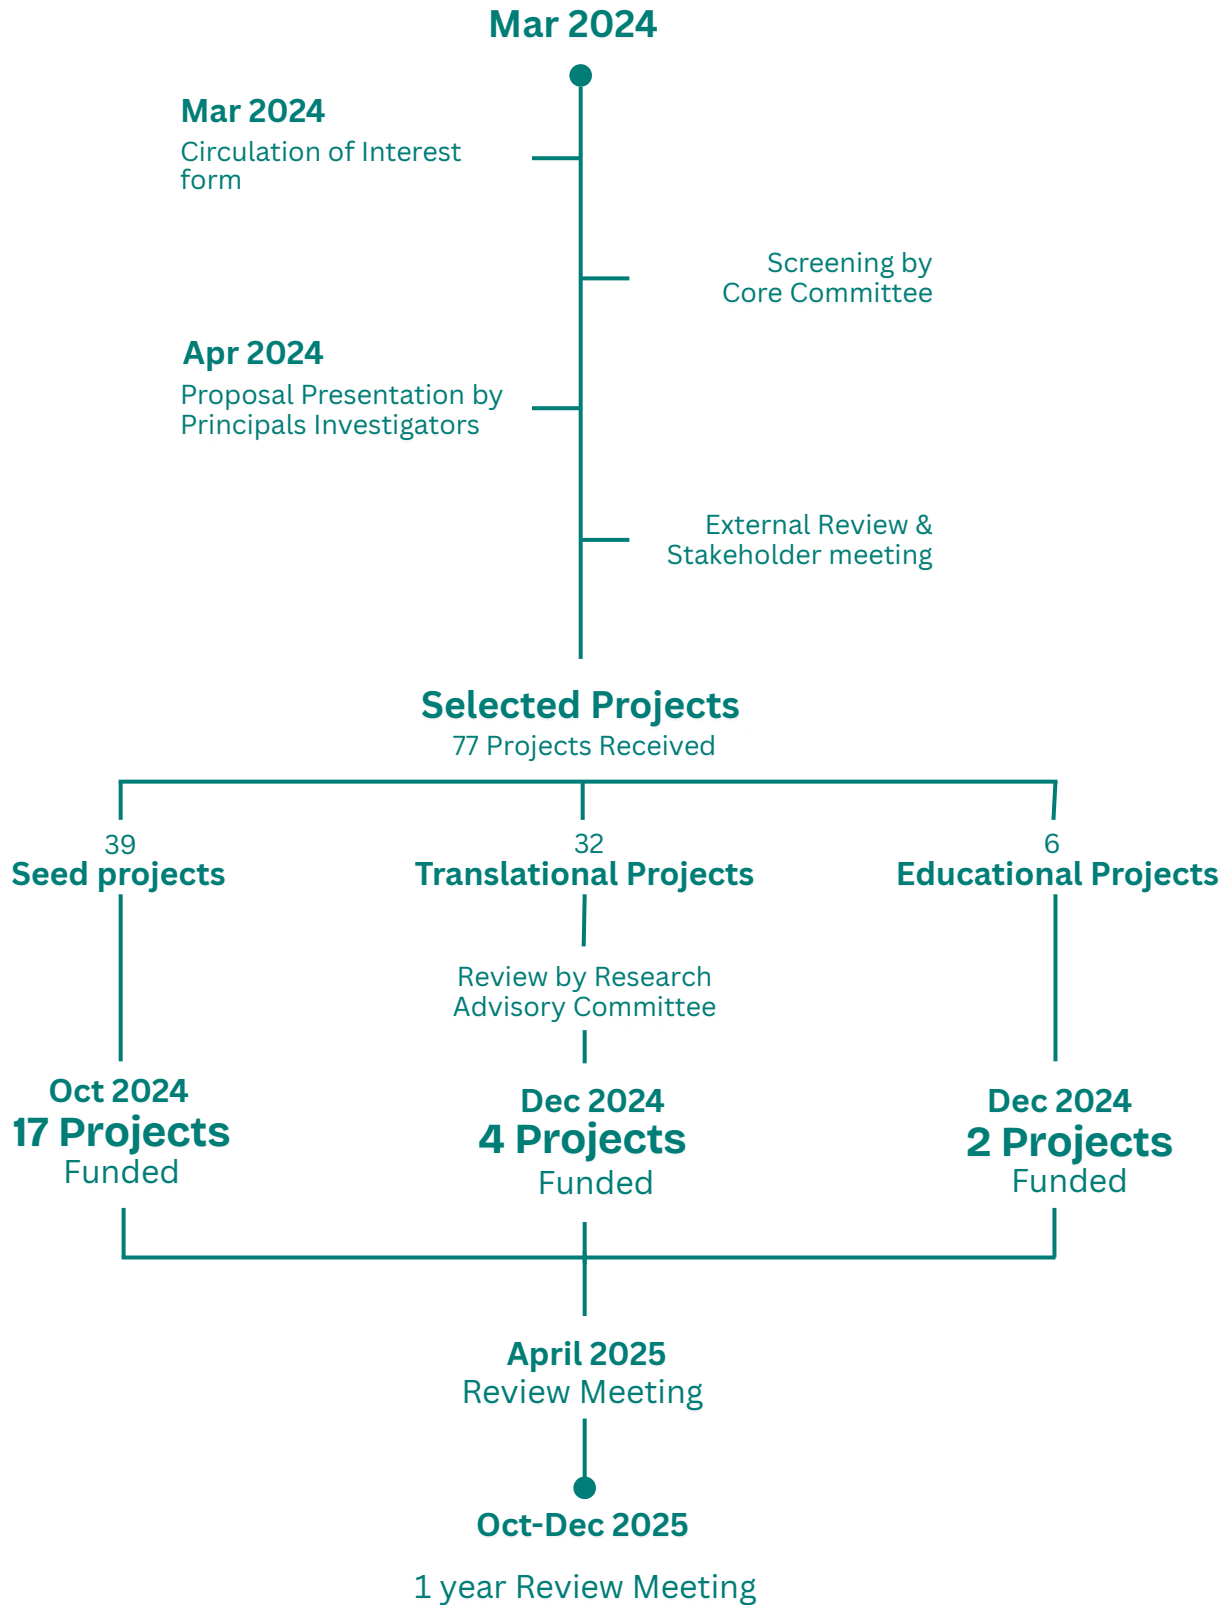 Mar 2024
Mar 2024
Circulation of Interest
form
Screening by
Core Committee
Apr 2024
Proposal Presentation by
Principals Investigators
External Review &
Stakeholder meeting
Selected Projects
77 Projects Received
39
Seed projects
32
Translational Projects
6
Educational Projects
Review by Research
Advisory Committee
Oct 2024
17 Projects
Funded
Dec 2024
4 Projects
Funded
Dec 2024
2 Projects
Funded
April 2025
Review Meeting
Oct-Dec 2025
1 year Review Meeting